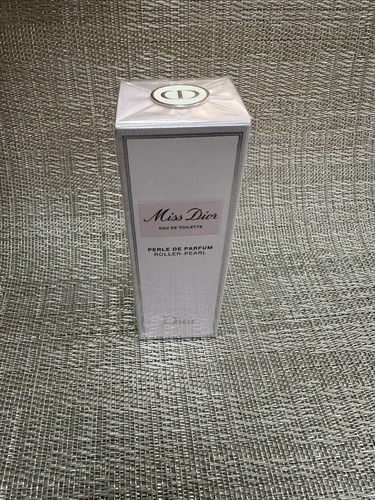 Miss Dior
EAU DE TOILETTE
PERLE DE PARFUM
ROLLER-PEARL
Dior